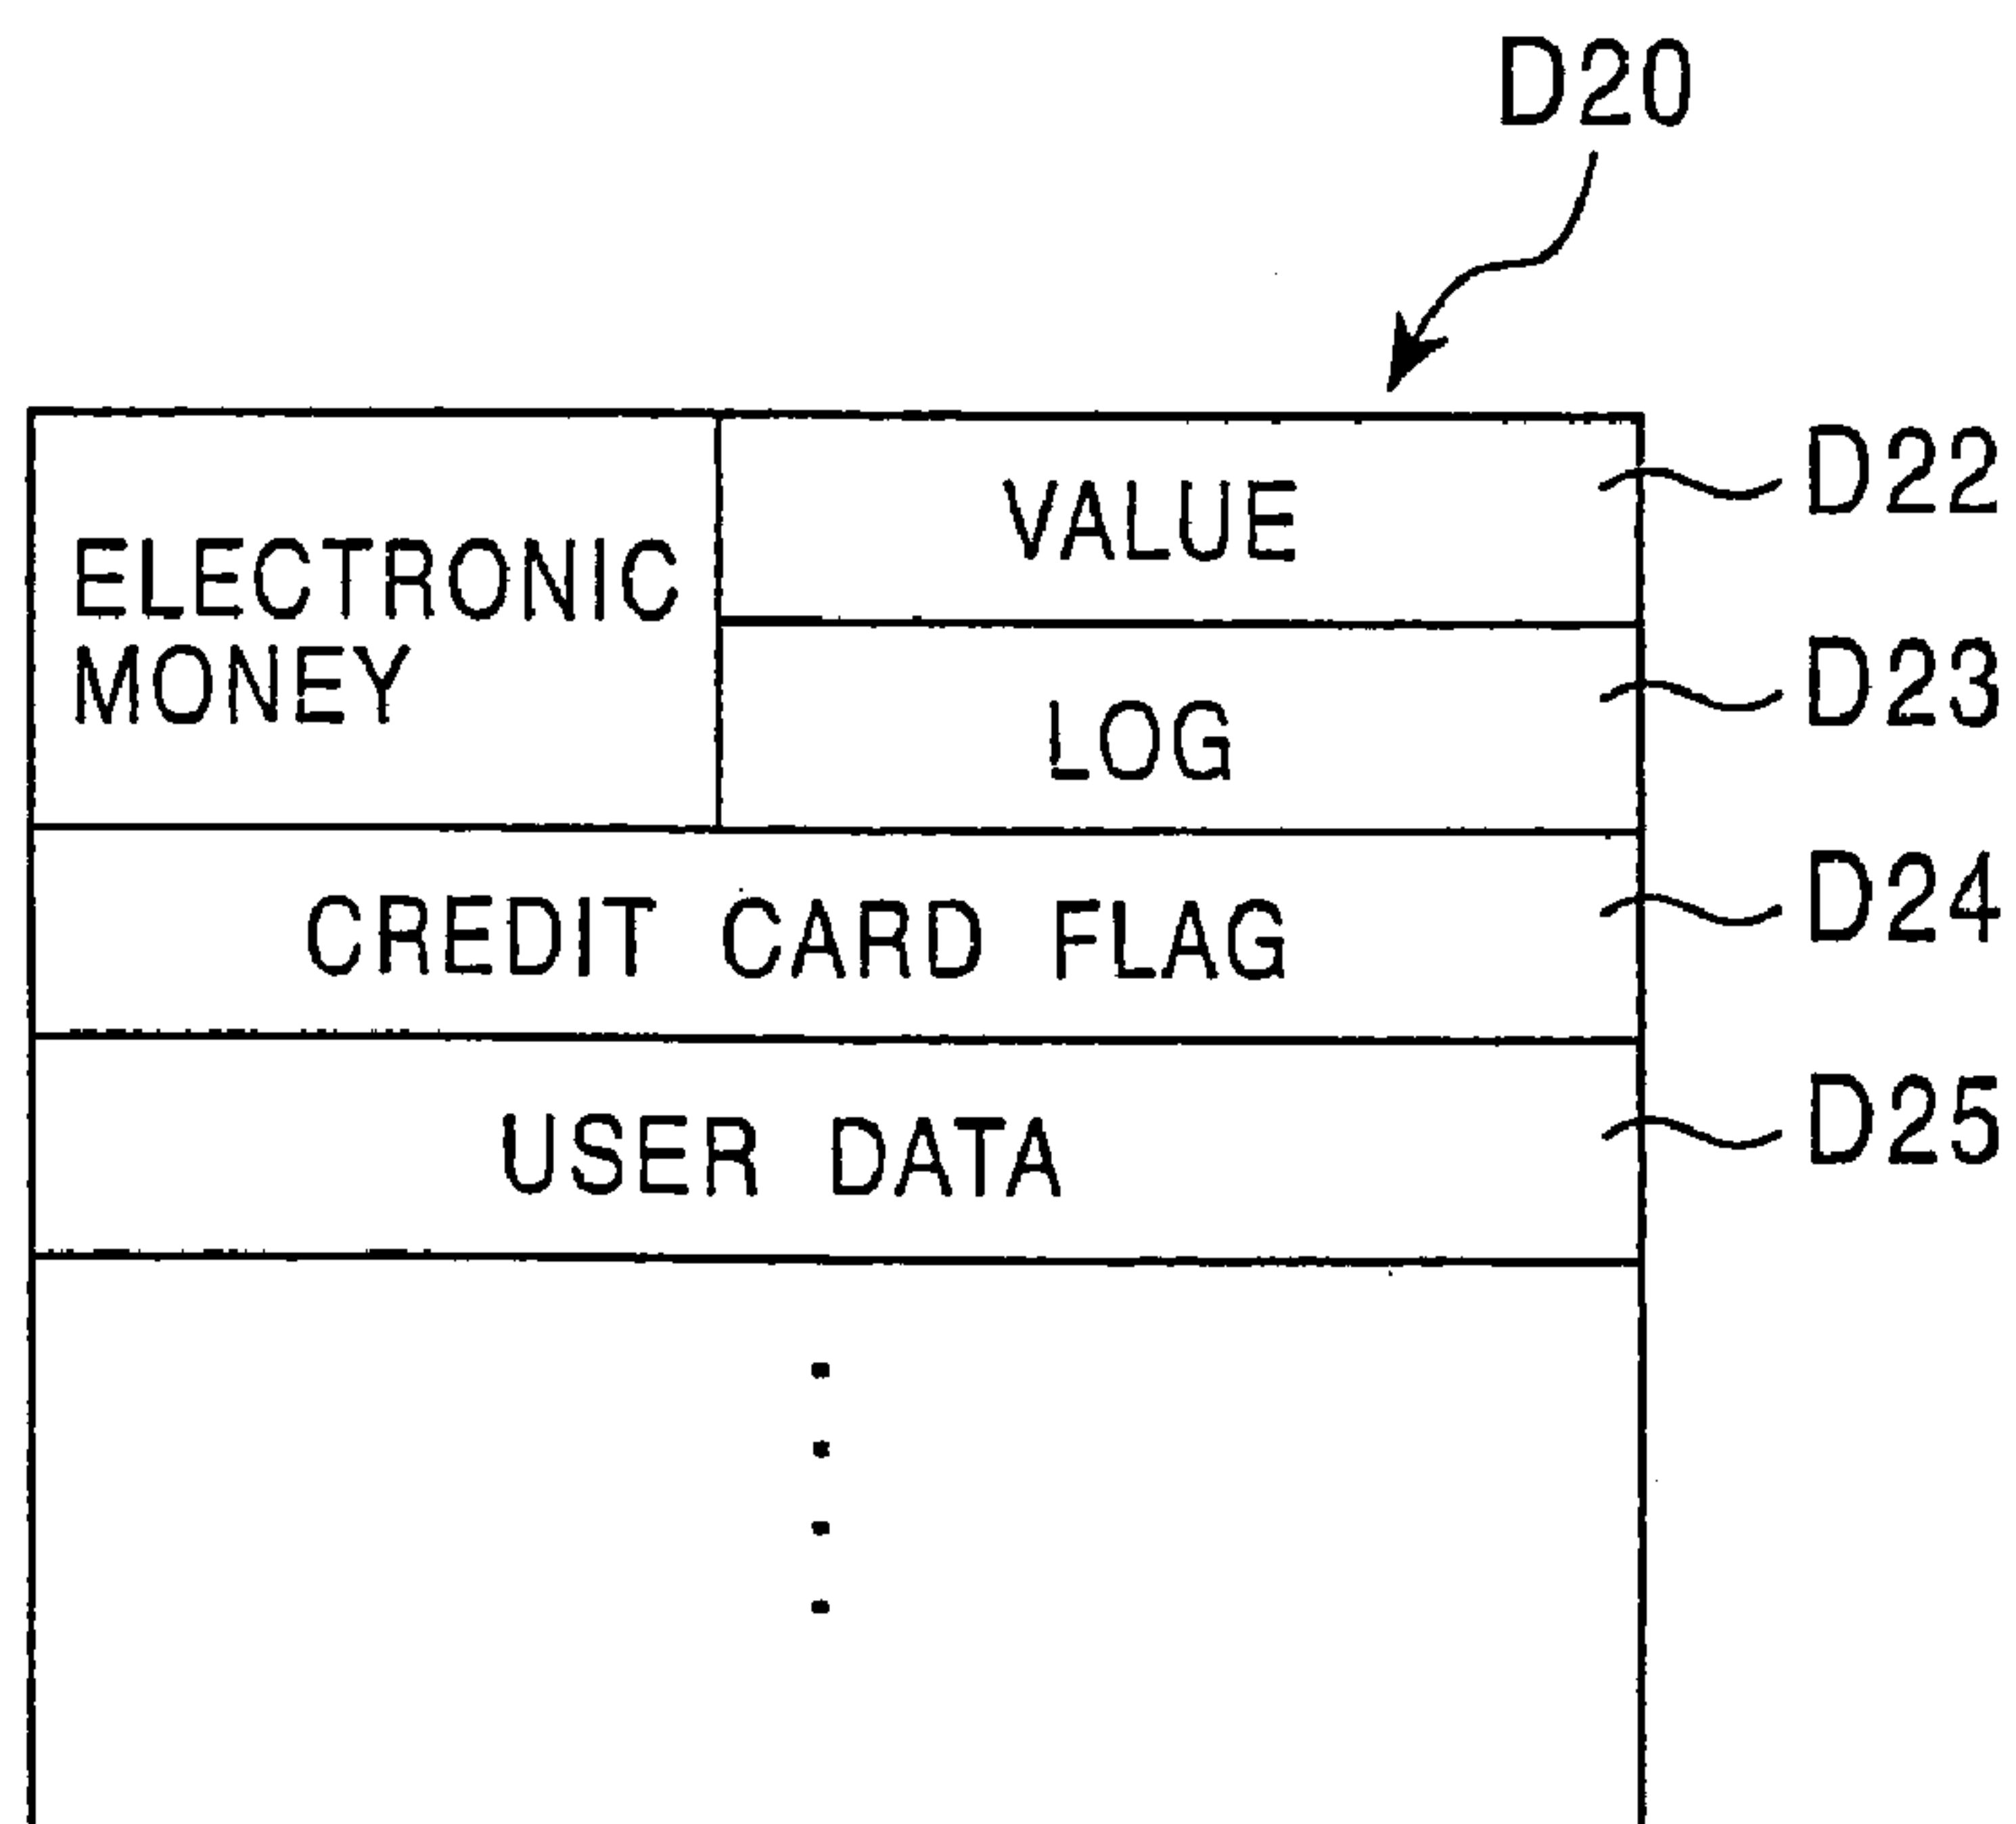 D20
VALUE
D22
ELECTRONIC
MONEY
LOG
D23
CREDIT CARD FLAG
D24
USER DATA
D25